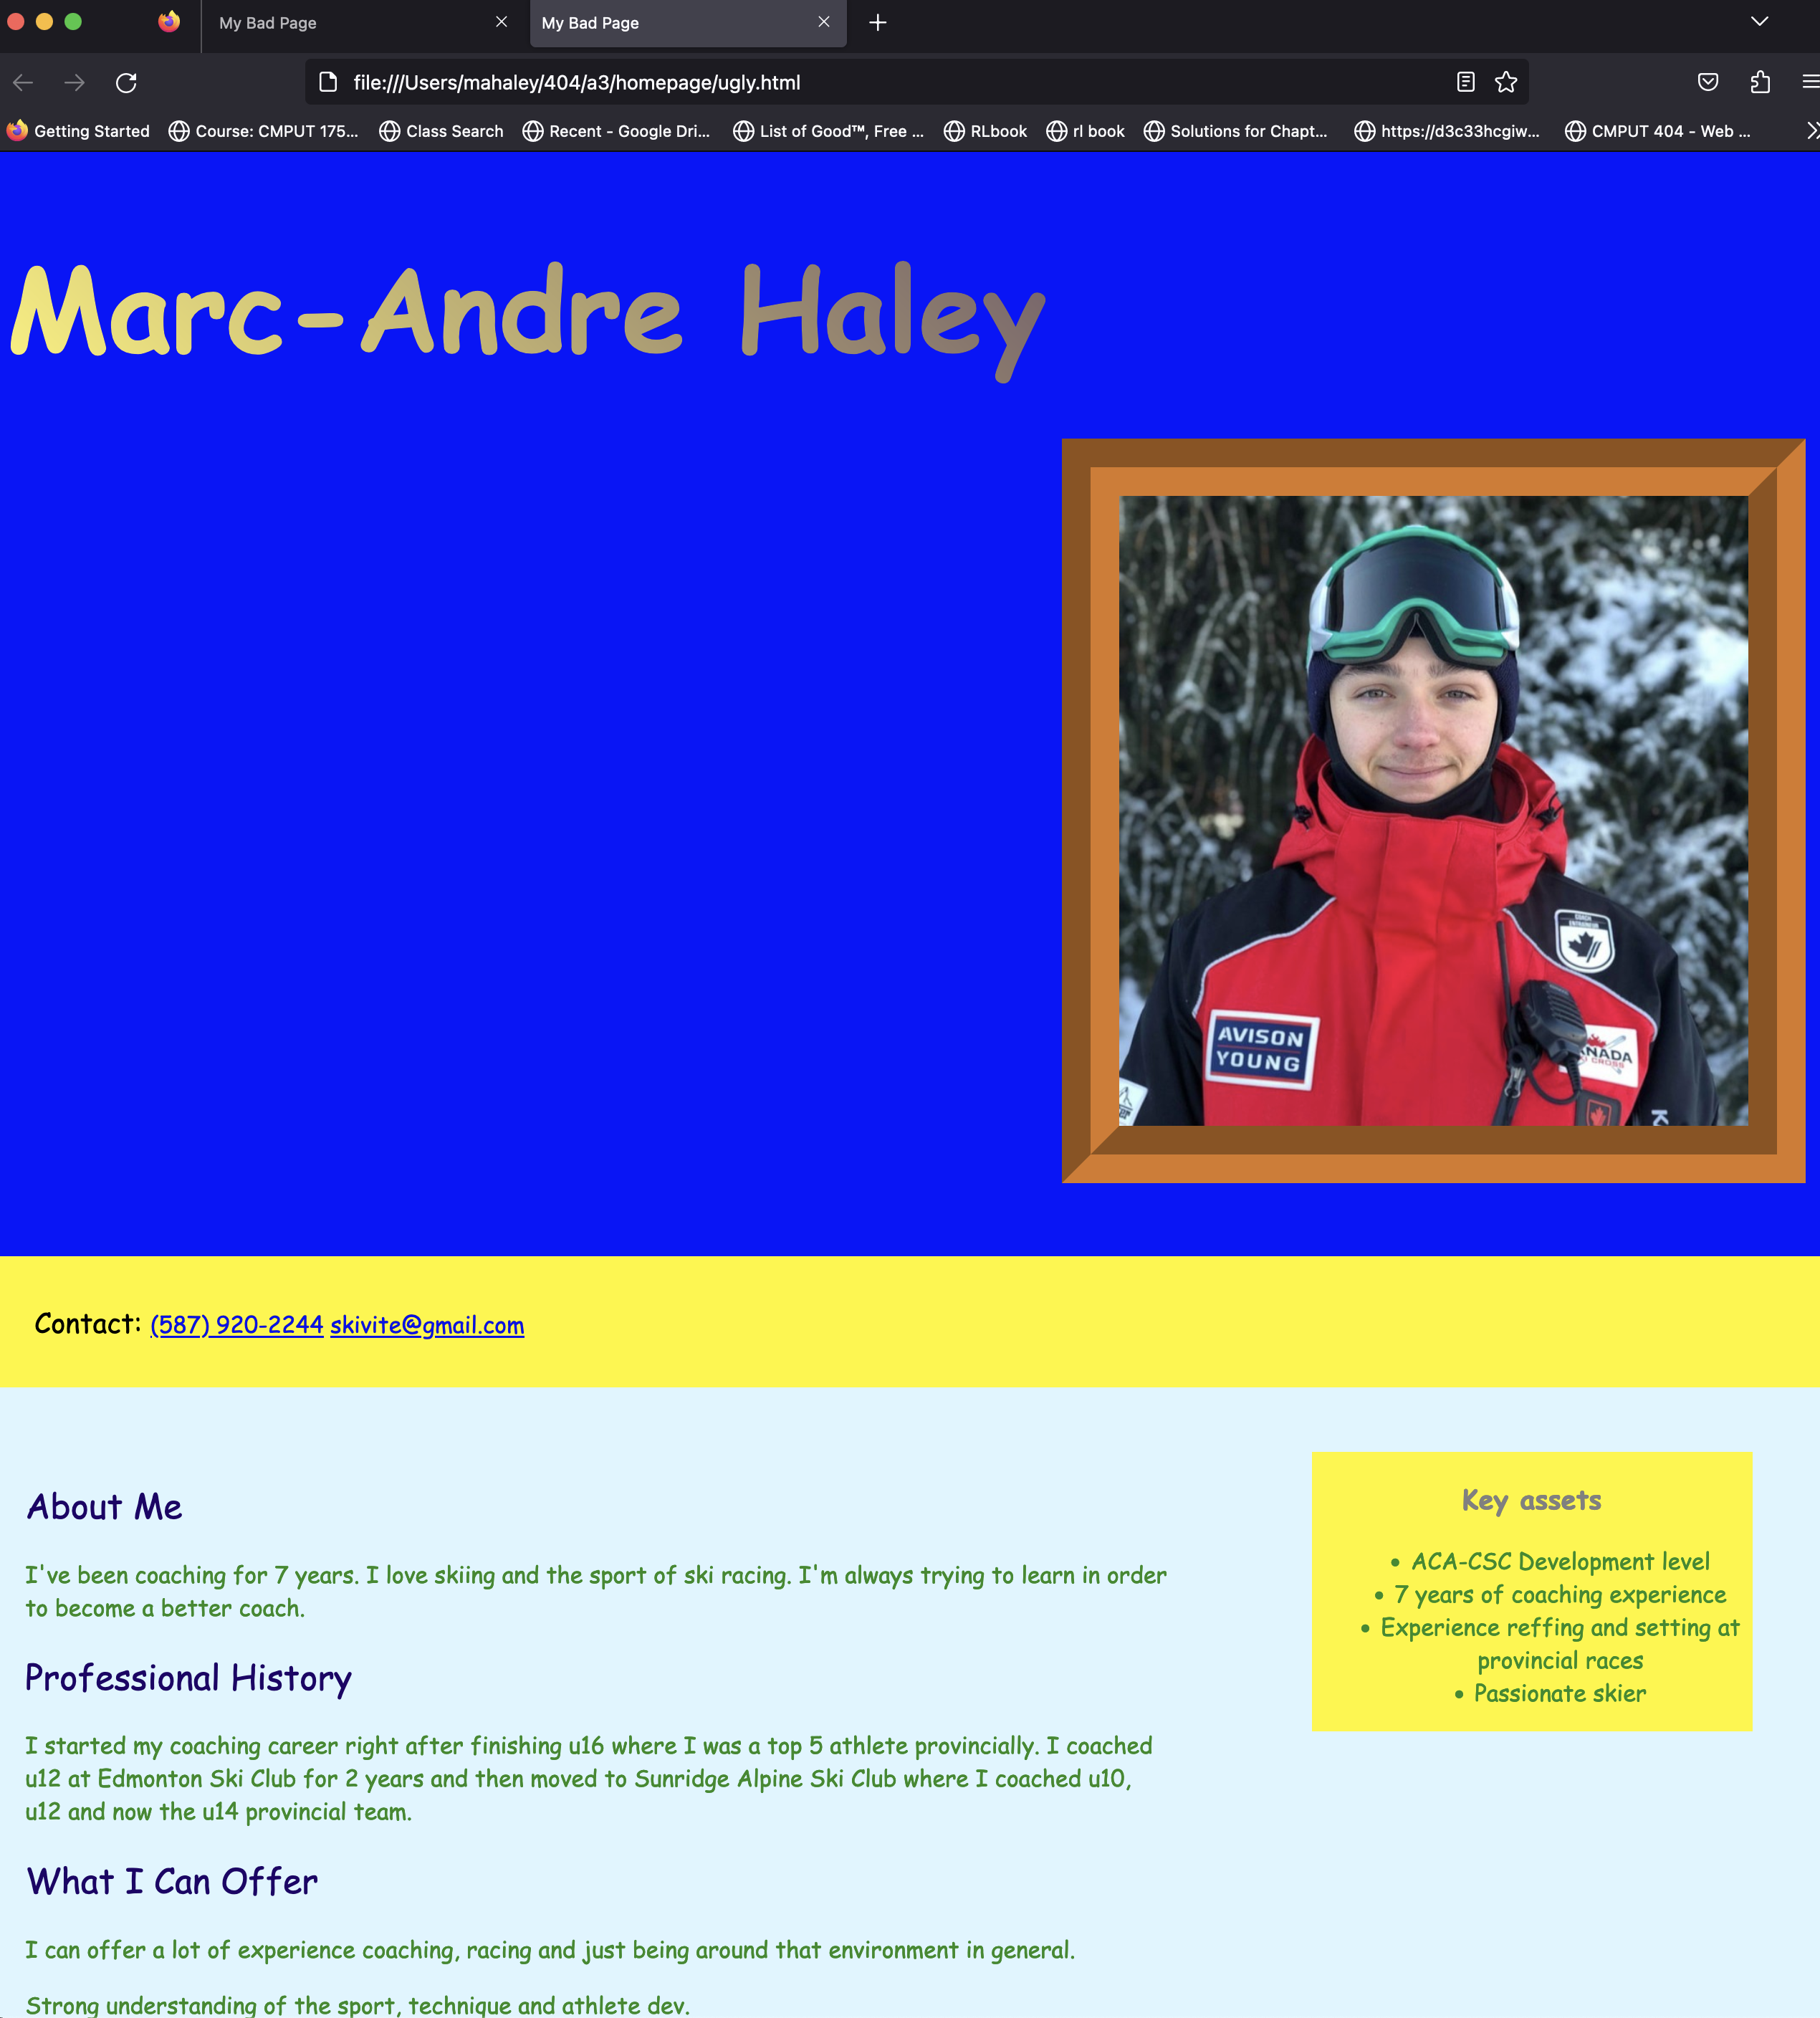 My Bad Page
My Bad Page
file:///Users/mahaley/404/a3/homepage/ugly.html
Getting Started
Course: CMPUT 175...
Class Search
Recent - Google Dri...
List of Good™, Free ...
RLbook
rl book
Solutions for Chapt...
https://d3c33hcgiw...
CMPUT 404 - Web ...
Marc-Andre Haley
COACH
ENTRAINEUR
AVISON
YOUNG
Contact: (587) 920-2244 skivite@gmail.com
About Me
I've been coaching for 7 years. I love skiing and the sport of ski racing. I'm always trying to learn in order
to become a better coach.
Professional History
I started my coaching career right after finishing u16 where I was a top 5 athlete provincially. I coached
u12 at Edmonton Ski Club for 2 years and then moved to Sunridge Alpine Ski Club where I coached u10,
u12 and now the u14 provincial team.
What I Can Offer
I can offer a lot of experience coaching, racing and just being around that environment in general.
Strong understanding of the sport, technique and athlete dev.
Key assets
• ACA-CSC Development level
• 7 years of coaching experience
• Experience reffing and setting at
provincial races
• Passionate skier